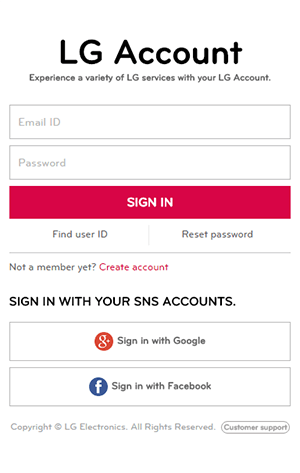 LG Account
Experience a variety of LG services with your LG Account.
Email ID
Password
SIGN IN
Find user ID
Reset password
Not a member yet? Create account
SIGN IN WITH YOUR SNS ACCOUNTS.
g+ Sign in with Google
f Sign in with Facebook
Copyright © LG Electronics. All Rights Reserved. Customer support